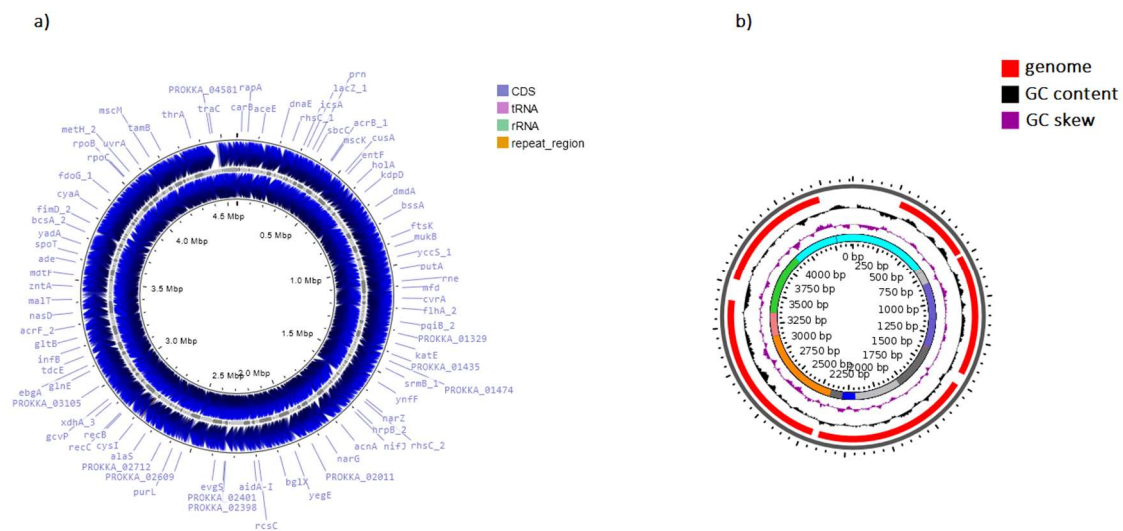 a)
b)
CDS
tRNA
rRNA
repeat_region
genome
GC content
GC skew
PROKKA_04581
rapA
traC
carB
aceE
thrA
tamB
mscM
metH_2
uvrA
rpoB
rpoC
fdoG_1
cyaA
fimD_2
bcsA_2
yadA
spoT
ade
zntA
malT
nasD
acrF_2
gltB
infB
tdcE
glnE
ebgA
PROKKA_03105
xdhA_3
gcvP
recB
recC
cysI
alaS
PROKKA_02712
PROKKA_02609
purL
evgS
PROKKA_02401
PROKKA_02398
aidA-I
rcsC
bglX
yegE
PROKKA_02011
narG
acnA
nifJ
rhsC_2
hrpB_2
narZ
ynfF
srmB_1
PROKKA_01474
PROKKA_01435
katE
PROKKA_01329
pqiB_2
flhA_2
cvrA
mfd
rne
putA
yccS_1
mukB
ftsK
bssA
dmdA
kdpD
holA
entF
cusA
mscK
acrB_1
sbcC
rhsC_1
icsA
lacZ_1
prn
dnaE
4.5 Mbp
0.5 Mbp
1.0 Mbp
1.5 Mbp
2.0 Mbp
2.5 Mbp
3.0 Mbp
3.5 Mbp
4.0 Mbp
0 bp
250 bp
500 bp
750 bp
1000 bp
1250 bp
1500 bp
1750 bp
2000 bp
2250 bp
2500 bp
2750 bp
3000 bp
3250 bp
3500 bp
3750 bp
4000 bp